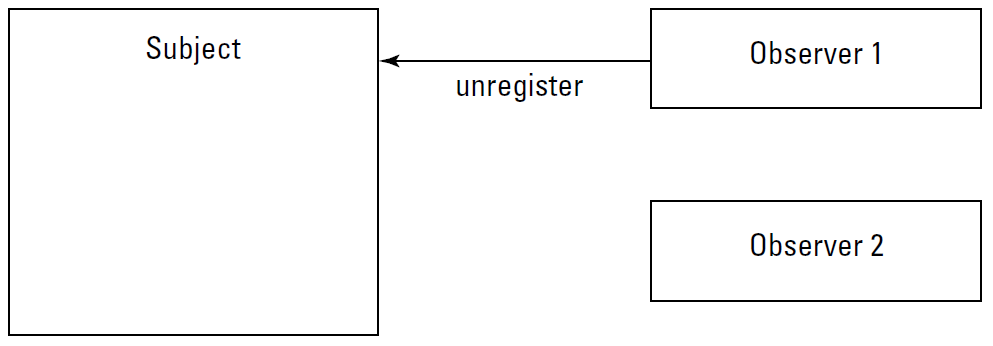 Subject
Observer 1
unregister
Observer 2